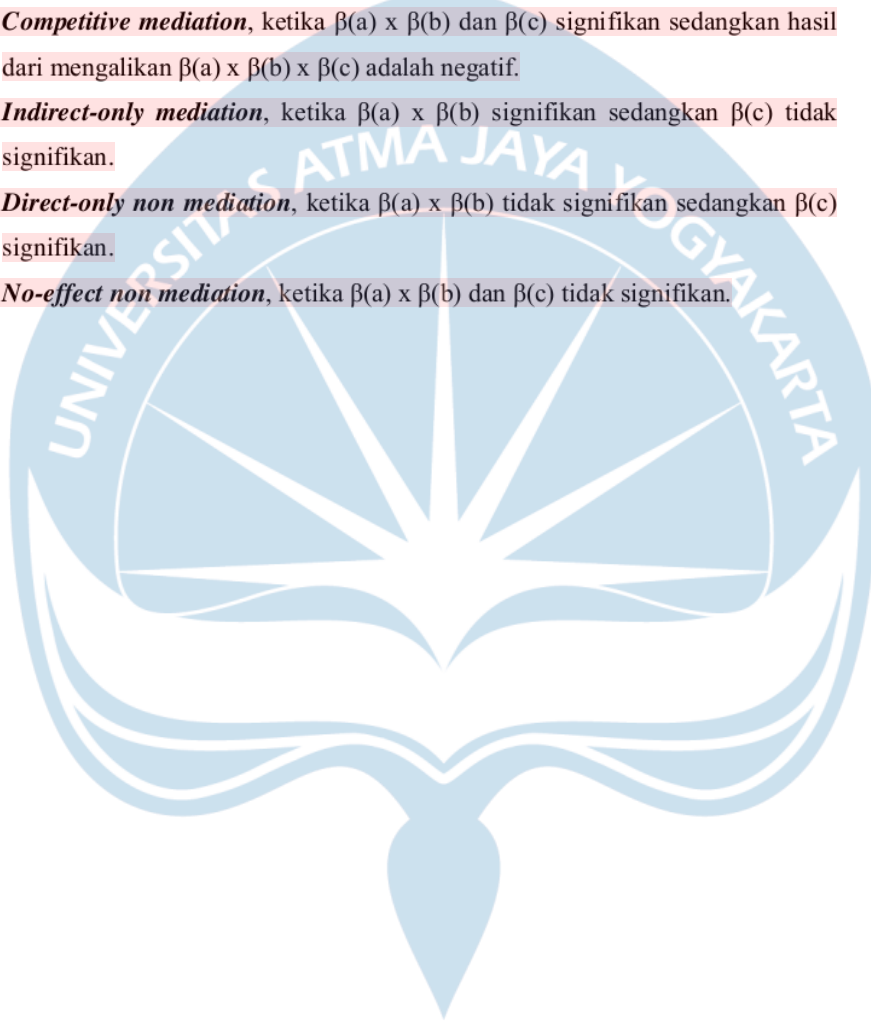 Competitive mediation, ketika β(a) x β(b) dan β(c) signifikan sedangkan hasil
dari mengalikan β(a) x β(b) x β(c) adalah negatif.
Indirect-only mediation, ketika β(a) x β(b) signifikan sedangkan β(c) tidak
signifikan.
Direct-only non mediation, ketika β(a) x β(b) tidak signifikan sedangkan β(c)
signifikan.
No-effect non mediation, ketika β(a) x β(b) dan β(c) tidak signifikan.
UNIVERSITAS ATMA JAYA YOGYAKARTA